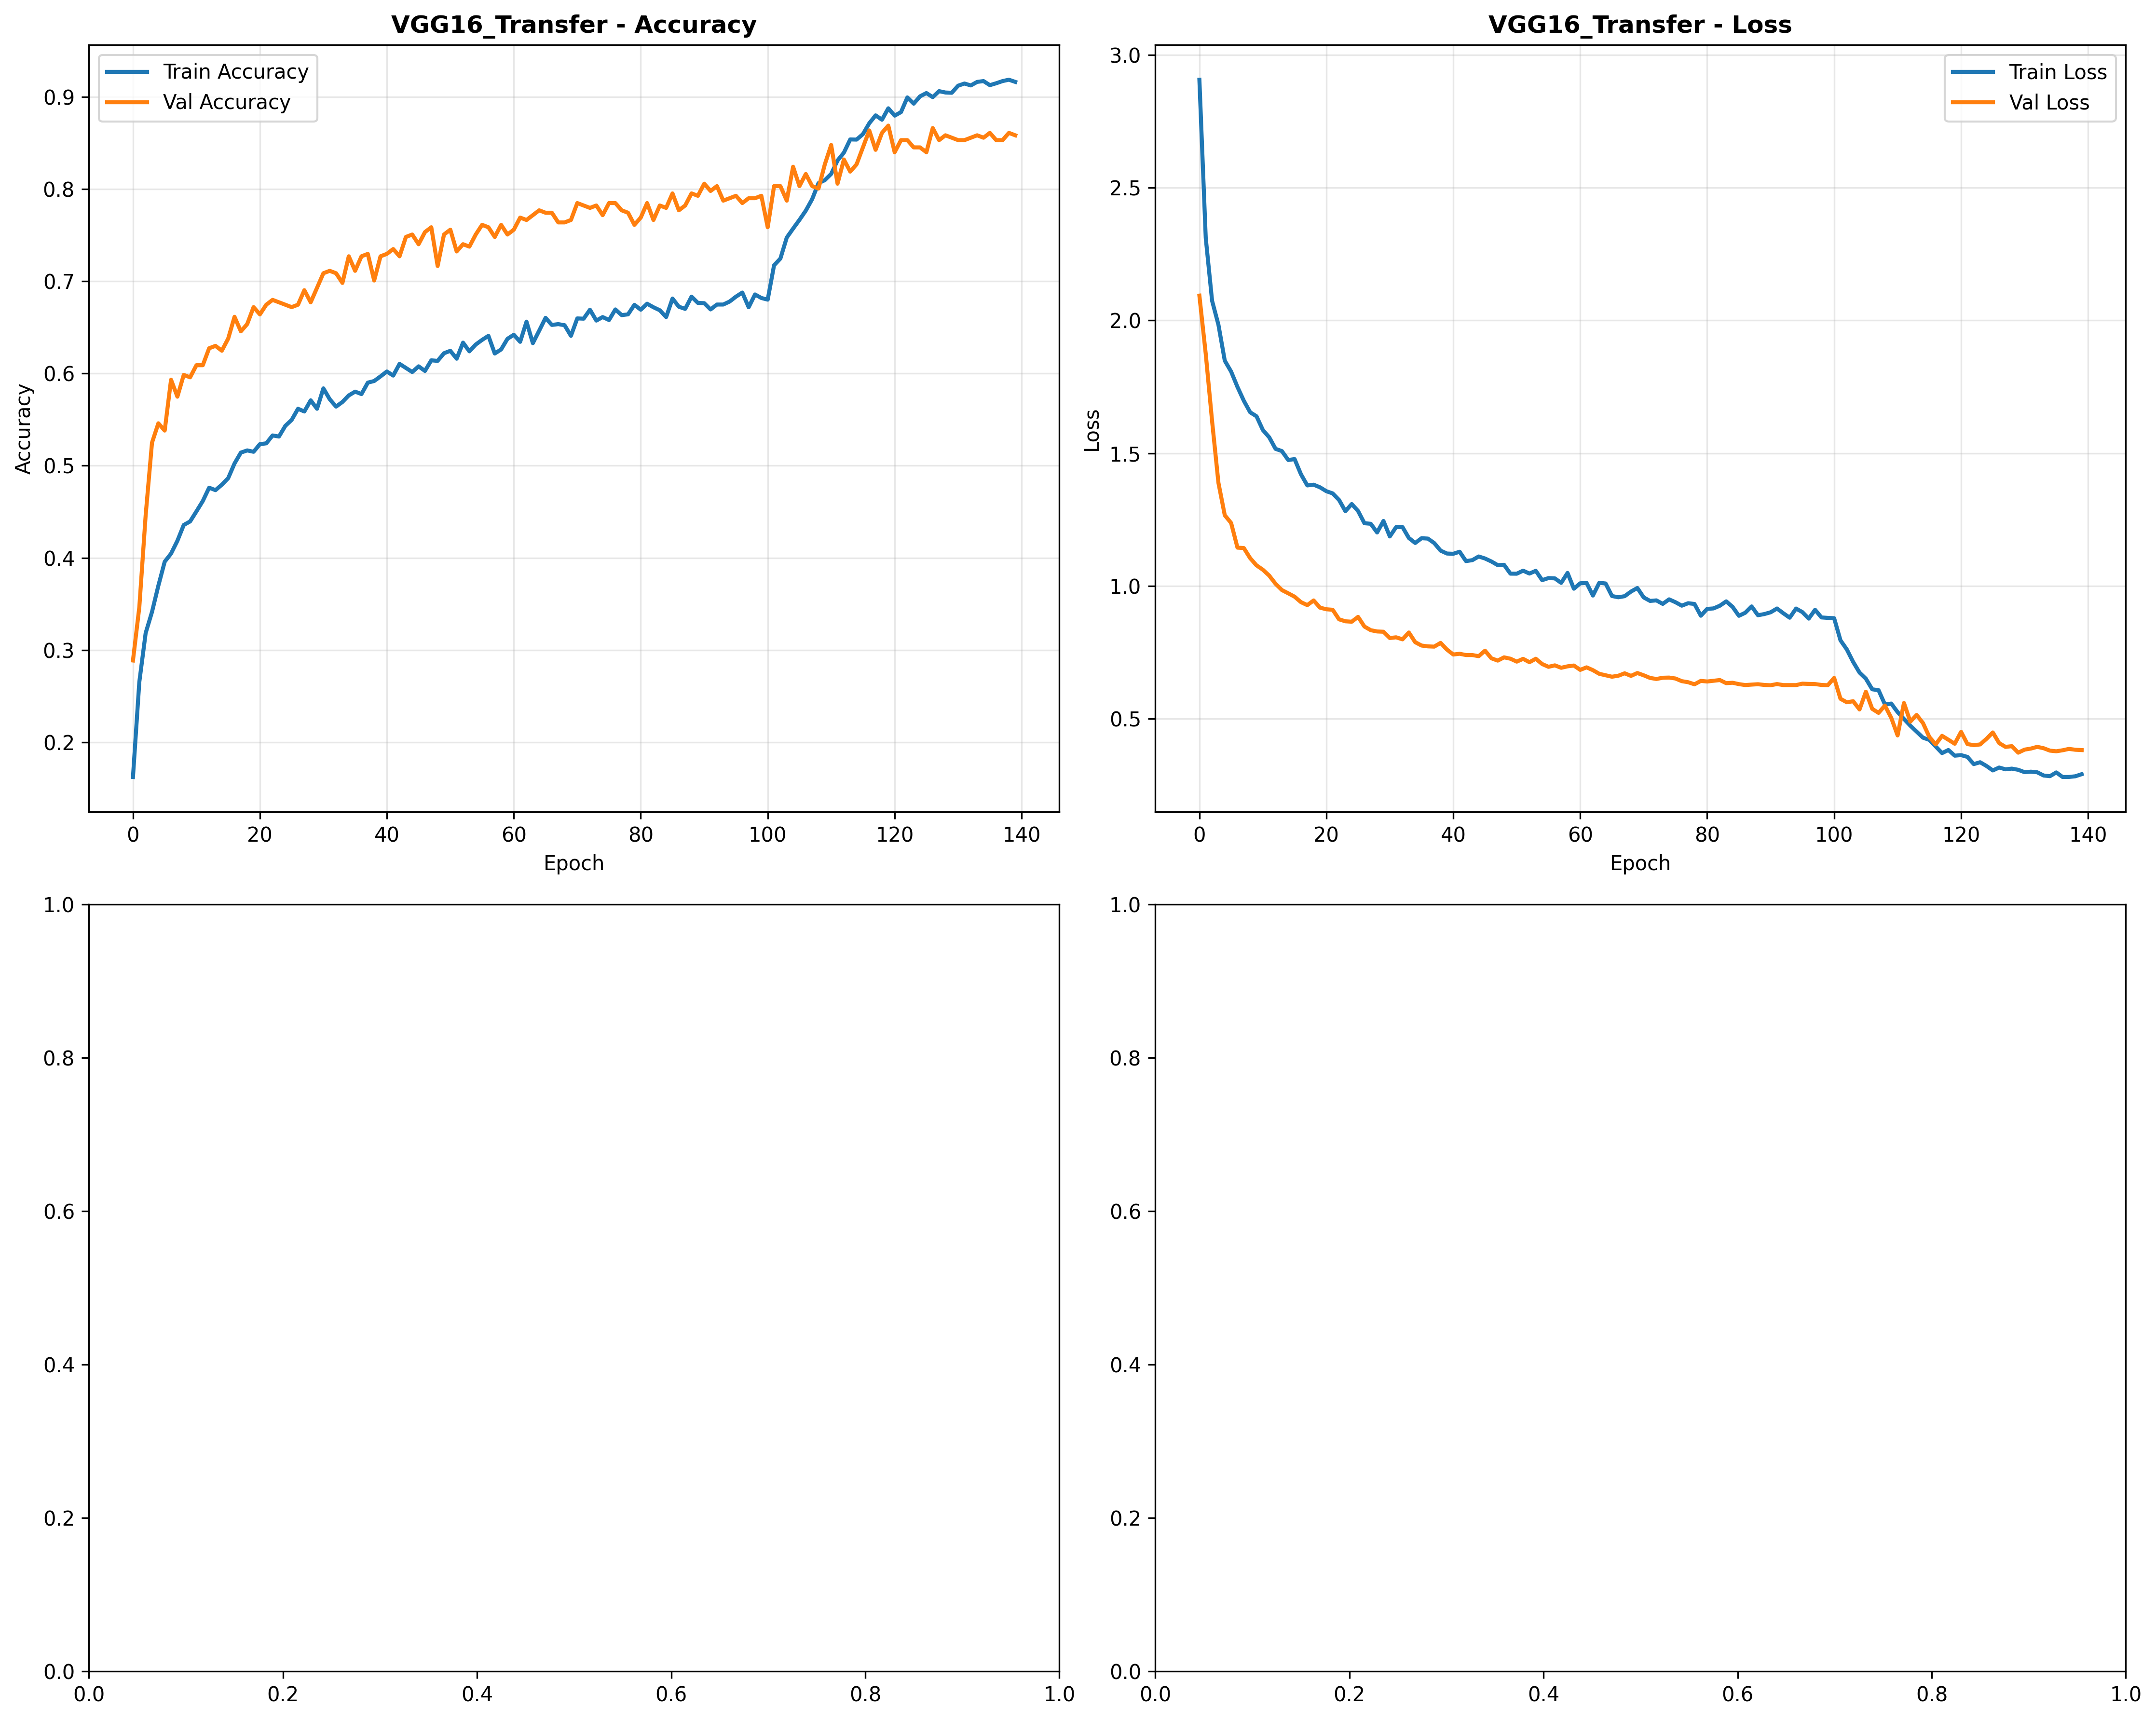 VGG16_Transfer - Accuracy
Train Accuracy
Val Accuracy
Accuracy
0.9
0.8
0.7
0.6
0.5
0.4
0.3
0.2
0 20 40 60 80 100 120 140
Epoch
VGG16_Transfer - Loss
Train Loss
Val Loss
Loss
3.0
2.5
2.0
1.5
1.0
0.5
0 20 40 60 80 100 120 140
Epoch
1.0
0.8
0.6
0.4
0.2
0.0
0.0 0.2 0.4 0.6 0.8 1.0
1.0
0.8
0.6
0.4
0.2
0.0
0.0 0.2 0.4 0.6 0.8 1.0